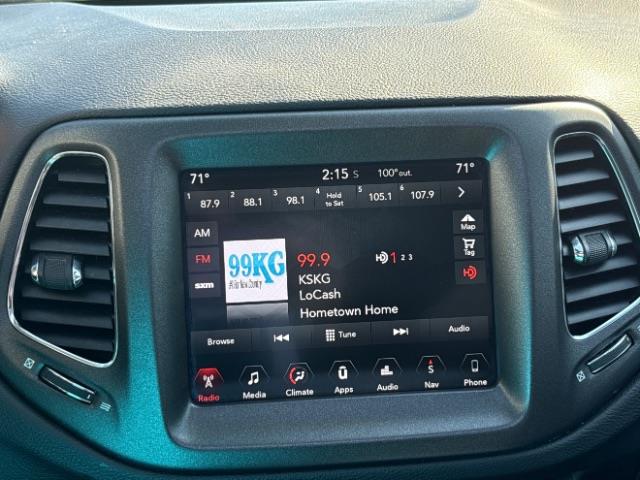 71° 2:15 S 100° out. 71°
1 87.9 2 88.1 3 98.1 4 Hold to Set 5 105.1 6 107.9
AM
Map
FM
99KG
99.9
HD 1 2 3
Tag
KSKG
sxm
LoCash
HD
Hometown Home
Browse Tune Audio
Radio Media Climate Apps Audio S Nav Phone